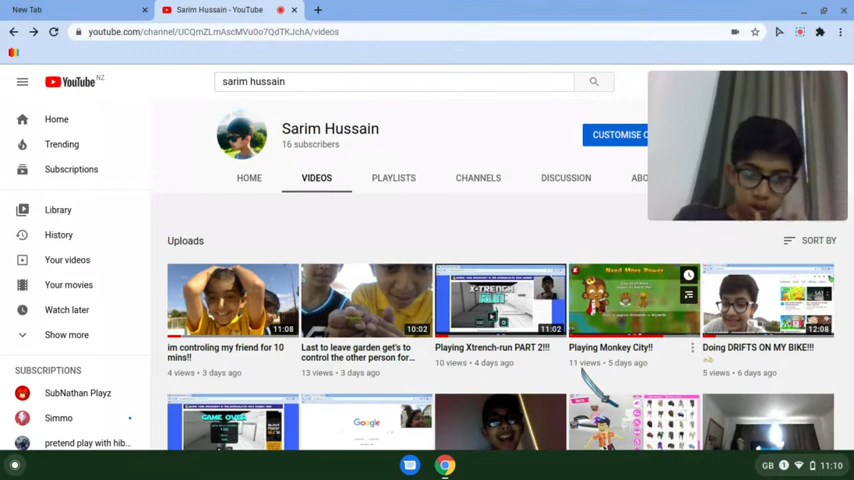 New Tab
Sarim Hussain - YouTube
youtube.com/channel/UCQmZLmAscMVu0o7QdTKJchA/videos
YouTube NZ
sarim hussain
Home
Trending
Subscriptions
Library
History
Your videos
Your movies
Watch later
Show more
SUBSCRIPTIONS
SubNathan Playz
Simmo
pretend play with hib...
Sarim Hussain
16 subscribers
CUSTOMISE C
HOME
VIDEOS
PLAYLISTS
CHANNELS
DISCUSSION
ABO
Uploads
SORT BY
11:08
im controling my friend for 10
mins!!
4 views • 3 days ago
10:02
Last to leave garden get's to
control the other person for...
13 views • 3 days ago
X-TRENCH
RUN
11:02
Playing Xtrench-run PART 2!!!
10 views • 4 days ago
Need More Power
Playing Monkey City!!
11 views • 5 days ago
12:08
Doing DRIFTS ON MY BIKE!!!
5 views • 6 days ago
GAME OVER
Google
GB
11:10